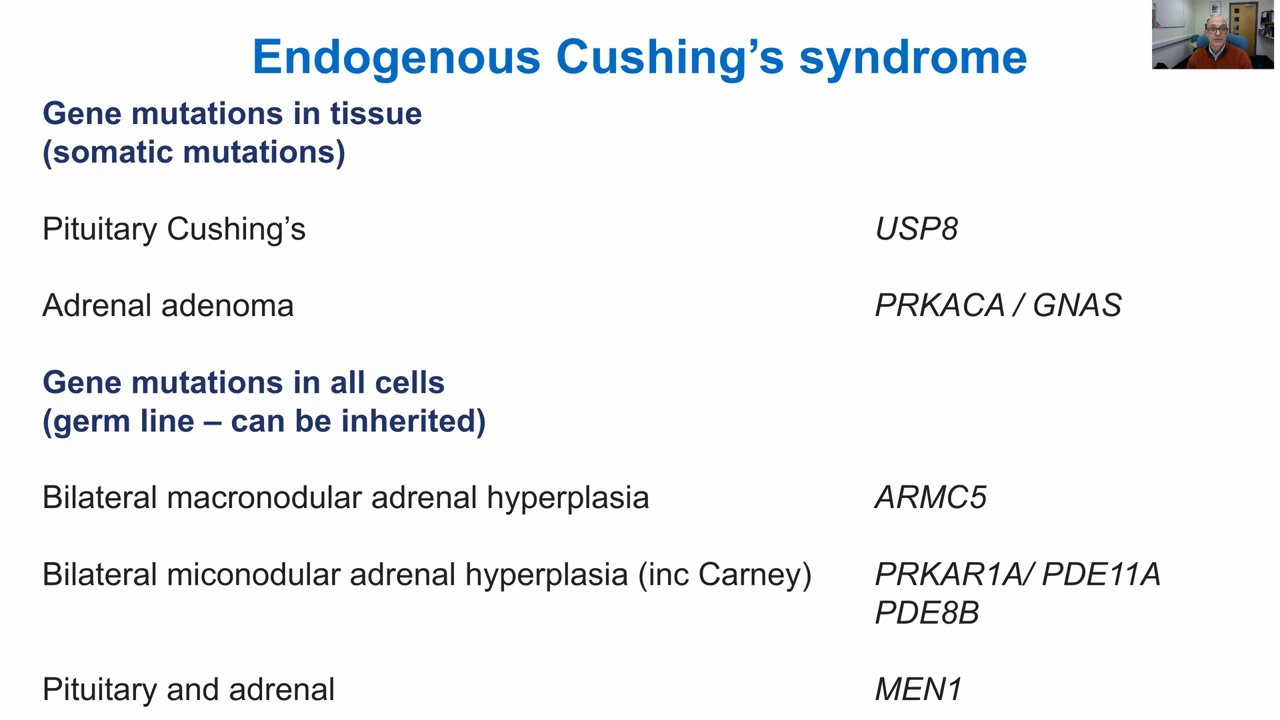 Endogenous Cushing’s syndrome
Gene mutations in tissue
(somatic mutations)
Pituitary Cushing’s USP8
Adrenal adenoma PRKACA / GNAS
Gene mutations in all cells
(germ line – can be inherited)
Bilateral macronodular adrenal hyperplasia ARMC5
Bilateral miconodular adrenal hyperplasia (inc Carney) PRKAR1A/ PDE11A
PDE8B
Pituitary and adrenal MEN1